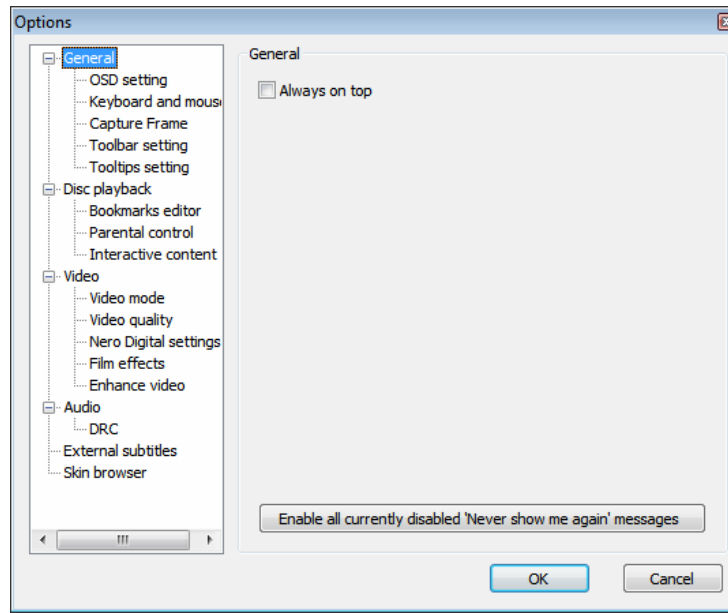 Options
General
OSD setting
Keyboard and mous
Capture Frame
Toolbar setting
Tooltips setting
Disc playback
Bookmarks editor
Parental control
Interactive content
Video
Video mode
Video quality
Nero Digital settings
Film effects
Enhance video
Audio
DRC
External subtitles
Skin browser
General
Always on top
Enable all currently disabled 'Never show me again' messages
OK
Cancel